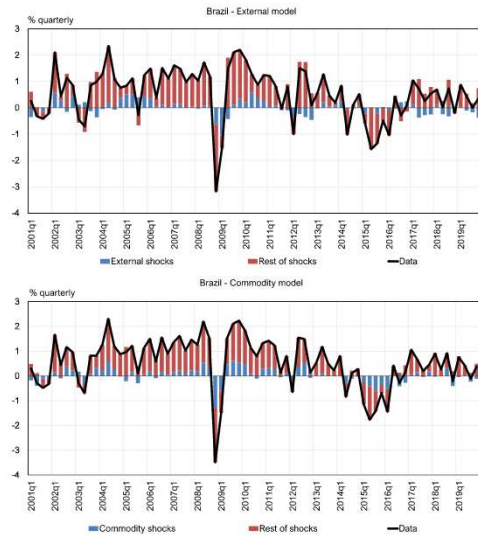 Brazil - External model
% quarterly
3
2
1
0
-1
-2
-3
-4
2001q1 2002q1 2003q1 2004q1 2005q1 2006q1 2007q1 2008q1 2009q1 2010q1 2011q1 2012q1 2013q1 2014q1 2015q1 2016q1 2017q1 2018q1 2019q1
External shocks Rest of shocks Data
Brazil - Commodity model
% quarterly
3
2
1
0
-1
-2
-3
-4
2001q1 2002q1 2003q1 2004q1 2005q1 2006q1 2007q1 2008q1 2009q1 2010q1 2011q1 2012q1 2013q1 2014q1 2015q1 2016q1 2017q1 2018q1 2019q1
Commodity shocks Rest of shocks Data